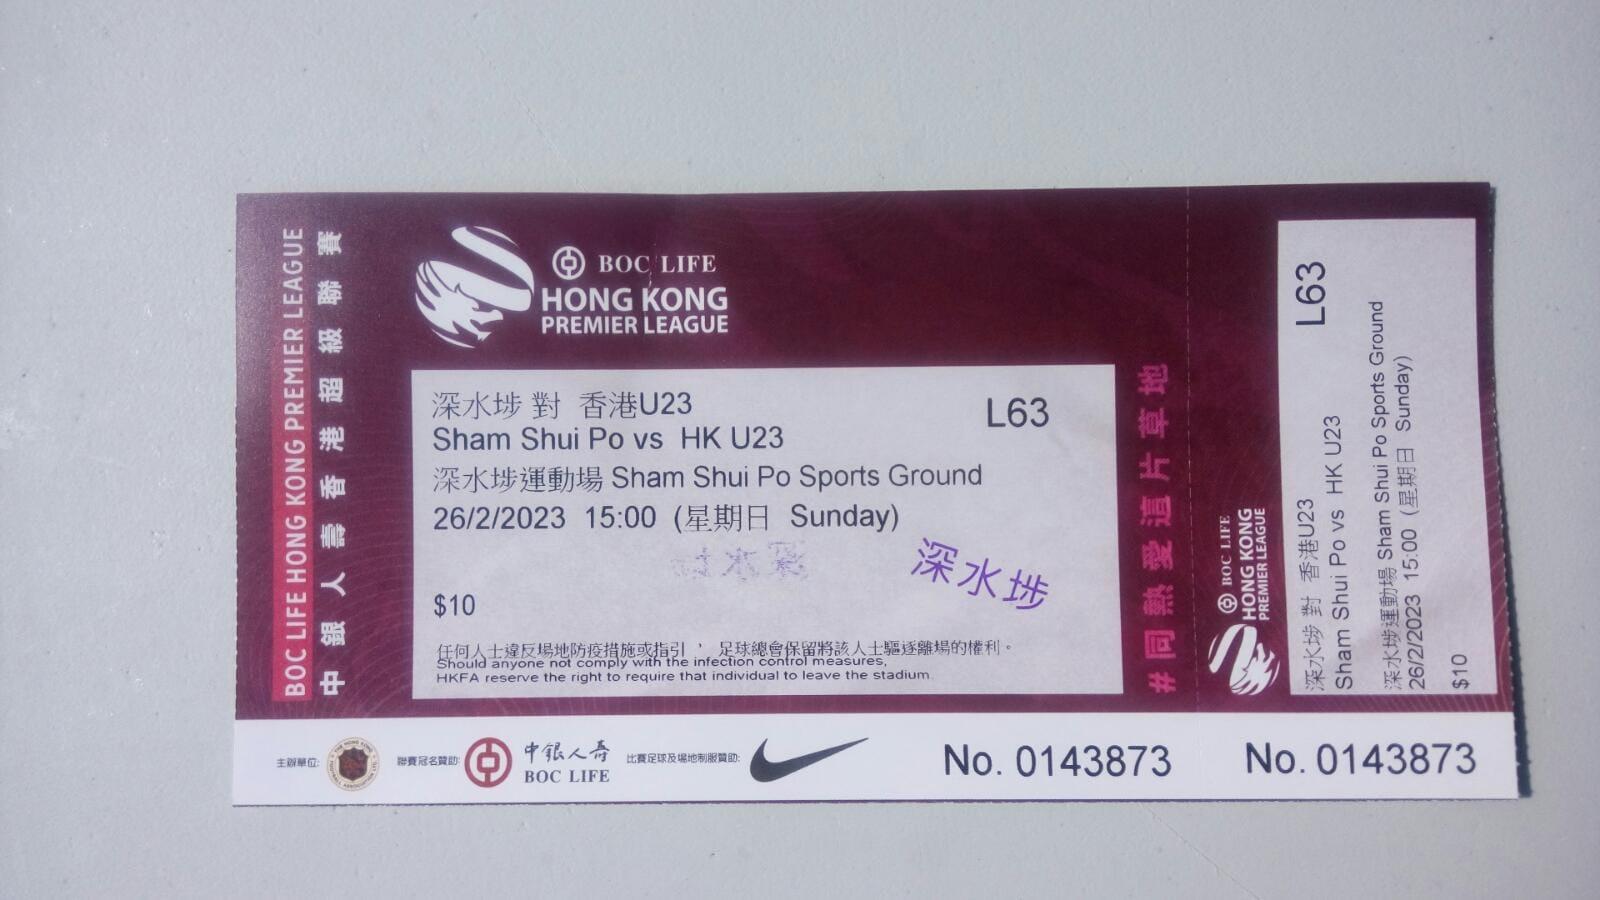 BOC LIFE HONG KONG PREMIER LEAGUE
中銀人壽香港超級聯賽
BOC LIFE
HONG KONG
PREMIER LEAGUE
深水埗 對 香港U23
L63
Sham Shui Po vs HK U23
深水埗運動場 Sham Shui Po Sports Ground
26/2/2023 15:00 (星期日 Sunday)
深水埗
$10
任何人士違反場地防疫措施或指引，足球總會保留將該人士驅逐離場的權利。
Should anyone not comply with the infection control measures,
HKFA reserve the right to require that individual to leave the stadium.
#同熱愛這片草地
主辦單位:
THE HONG KONG FOOTBALL ASSOCIATION LTD
聯賽冠名贊助:
中銀人壽
BOC LIFE
比賽足球及場地制服贊助:
No. 0143873
BOC LIFE
HONG KONG
PREMIER LEAGUE
L63
深水埗 對 香港U23
Sham Shui Po vs HK U23
深水埗運動場 Sham Shui Po Sports Ground
26/2/2023 15:00 (星期日 Sunday)
$10
No. 0143873